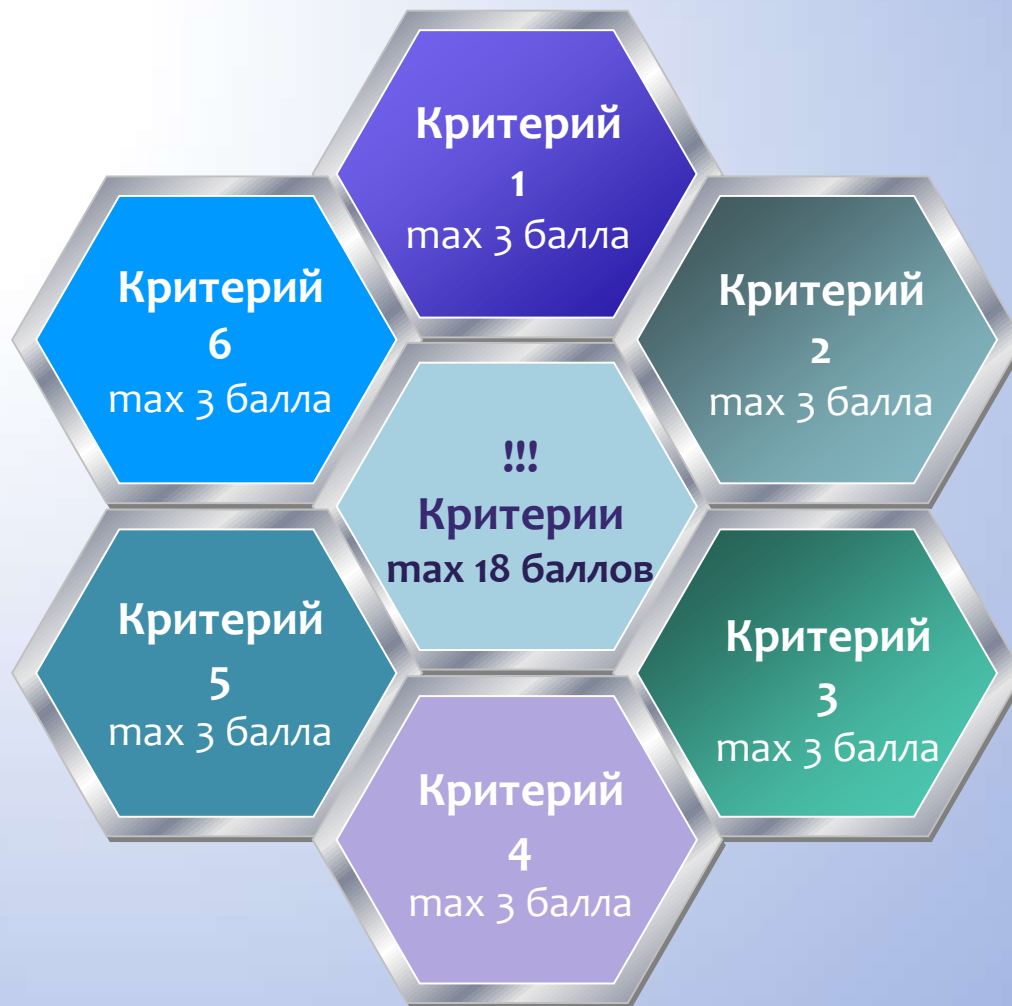 Критерий
1
max 3 балла
Критерий
2
max 3 балла
Критерий
3
max 3 балла
Критерий
4
max 3 балла
Критерий
5
max 3 балла
Критерий
6
max 3 балла
!!!
Критерии
max 18 баллов